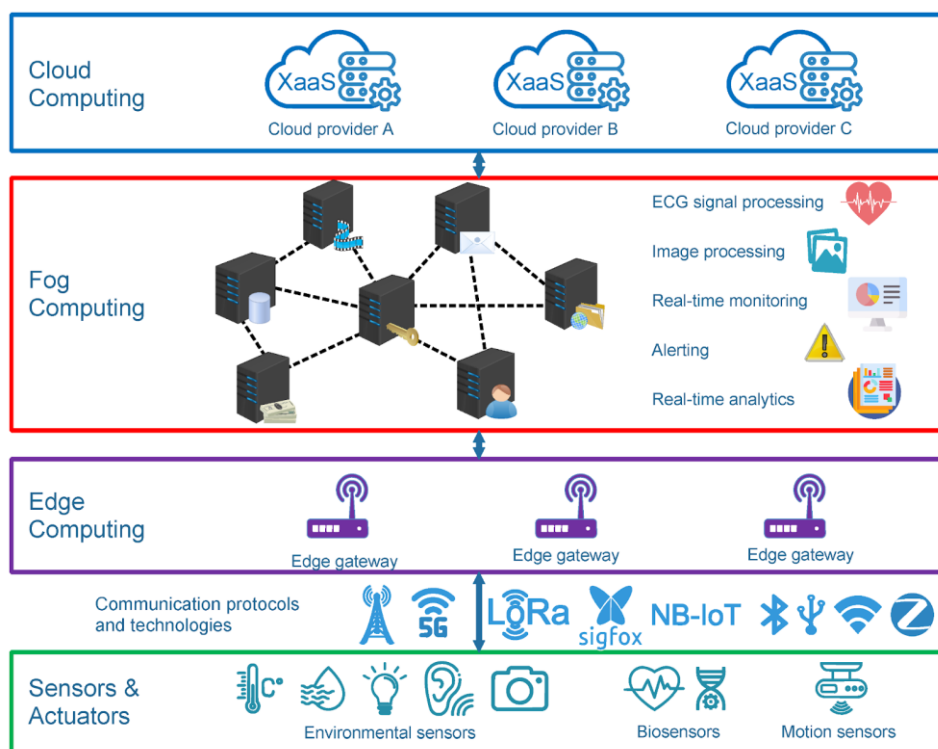 Cloud
Computing
XaaS
XaaS
XaaS
Cloud provider A
Cloud provider B
Cloud provider C
Fog
Computing
ECG signal processing
Image processing
Real-time monitoring
Alerting
Real-time analytics
Edge
Computing
Edge gateway
Edge gateway
Edge gateway
Communication protocols
and technologies
5G
LoRa
sigfox
NB-IoT
Sensors &
Actuators
C°
Environmental sensors
Biosensors
Motion sensors